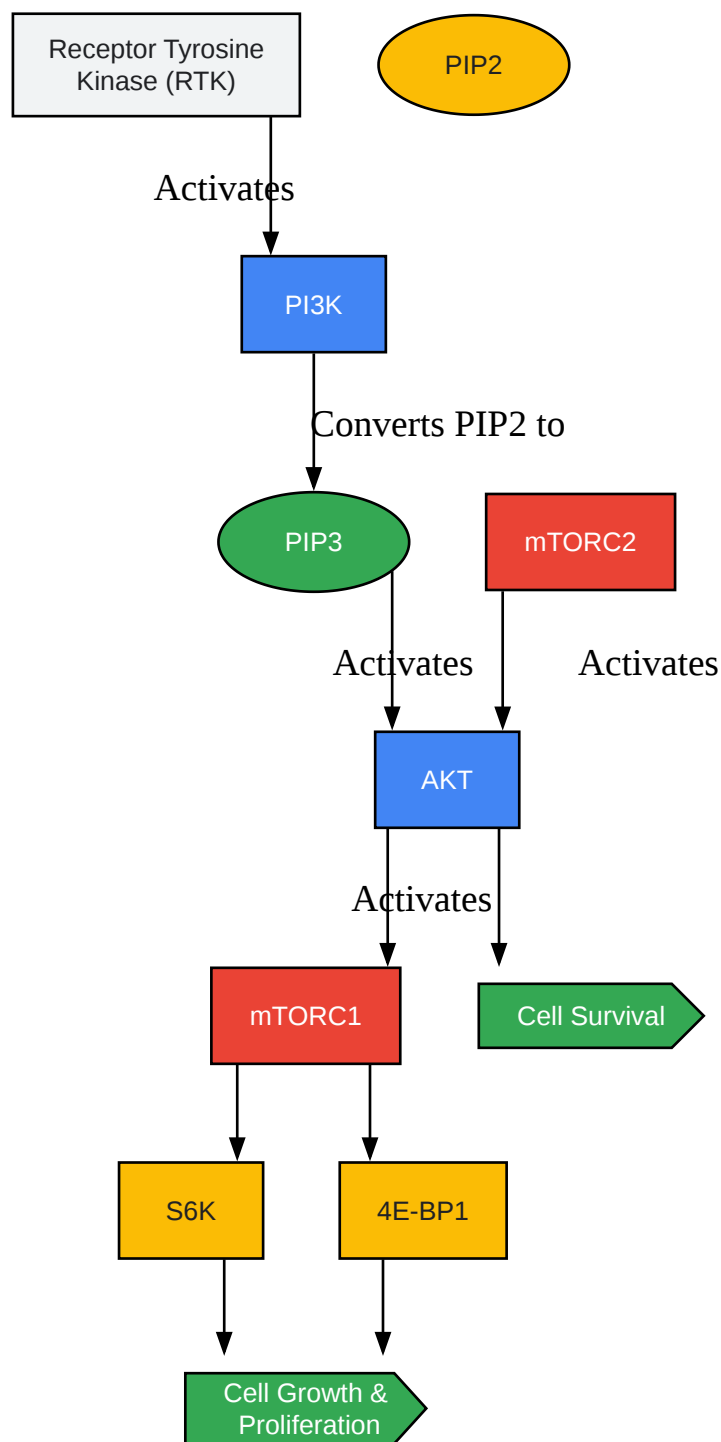 Receptor Tyrosine
Kinase (RTK)
PIP2
Activates
PI3K
Converts PIP2 to
PIP3
mTORC2
Activates
Activates
AKT
Activates
mTORC1
Cell Survival
S6K
4E-BP1
Cell Growth &
Proliferation